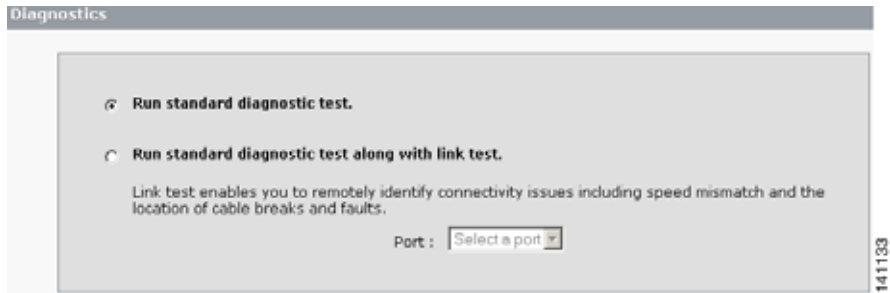 Diagnostics
Run standard diagnostic test.
Run standard diagnostic test along with link test.
Link test enables you to remotely identify connectivity issues including speed mismatch and the
location of cable breaks and faults.
Port : Select a port
141133